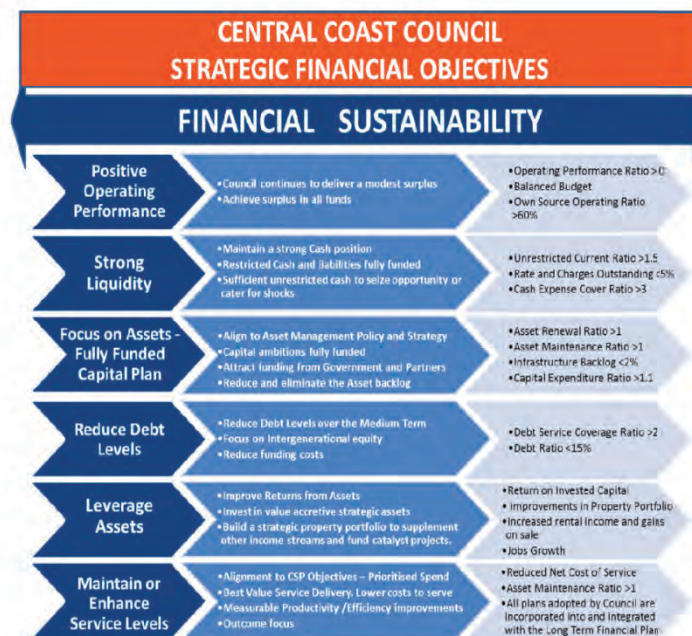 CENTRAL COAST COUNCIL
STRATEGIC FINANCIAL OBJECTIVES
FINANCIAL SUSTAINABILITY
Positive
Operating
Performance
•Council continues to deliver a modest surplus
•Achieve surplus in all funds
•Operating Performance Ratio >0
•Balanced Budget
•Own Source Operating Ratio
>60%
Strong
Liquidity
•Maintain a strong Cash position
•Restricted Cash and liabilities fully funded
•Sufficient unrestricted cash to seize opportunity or
cater for shocks
•Unrestricted Current Ratio >1.5
•Rate and Charges Outstanding <5%
•Cash Expense Cover Ratio >3
Focus on Assets -
Fully Funded
Capital Plan
•Align to Asset Management Policy and Strategy
•Capital ambitions fully funded
•Attract funding from Government and Partners
•Reduce and eliminate the Asset backlog
•Asset Renewal Ratio >1
•Asset Maintenance Ratio >1
•Infrastructure Backlog <2%
•Capital Expenditure Ratio >1.1
Reduce Debt
Levels
•Reduce Debt Levels over the Medium Term
•Focus on Intergenerational equity
•Reduce funding costs
•Debt Service Coverage Ratio >2
•Debt Ratio <15%
Leverage
Assets
•Improve Returns from Assets
•Invest in value accretive strategic assets
•Build a strategic property portfolio to supplement
other income streams and fund catalyst projects.
•Return on Invested Capital
•Improvements in Property Portfolio
•Increased rental income and gains
on sale
•Jobs Growth
Maintain or
Enhance
Service Levels
•Alignment to CSP Objectives – Prioritised Spend
•Best Value Service Delivery, Lower costs to serve
•Measurable Productivity /Efficiency improvements
•Outcome focus
•Reduced Net Cost of Service
•Asset Maintenance Ratio >1
•All plans adopted by Council are
incorporated into and integrated
with the Long Term Financial Plan